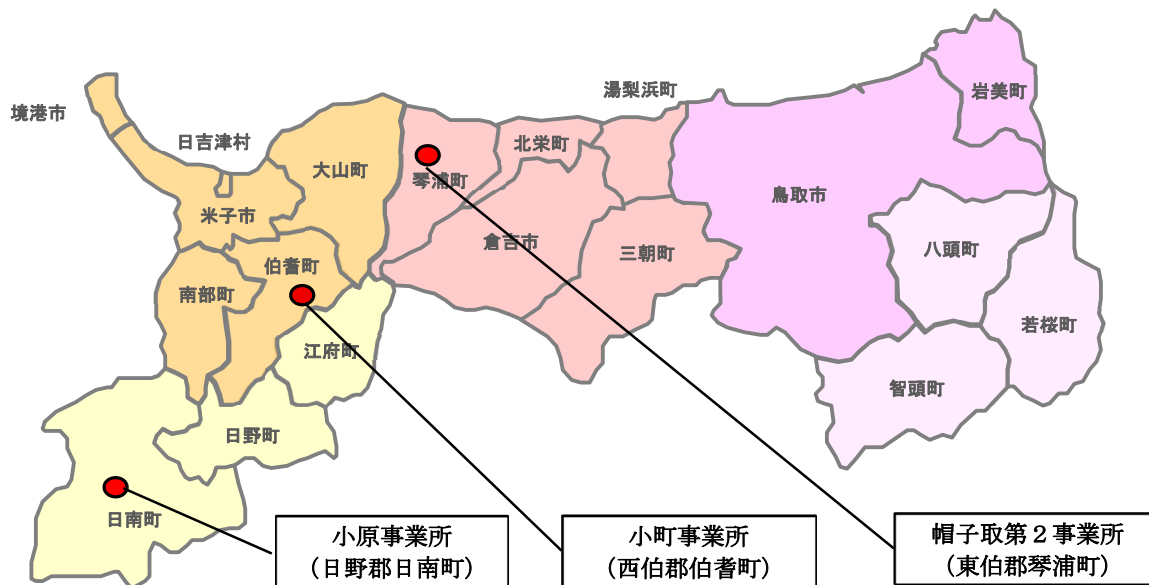 湯梨浜町
岩美町
境港市
日吉津村
北栄町
大山町
琴浦町
鳥取市
米子市
倉吉市
八頭町
伯耆町
三朝町
南部町
若桜町
江府町
智頭町
日野町
日南町
小原事業所
（日野郡日南町）
小町事業所
（西伯郡伯耆町）
帽子取第２事業所
（東伯郡琴浦町）